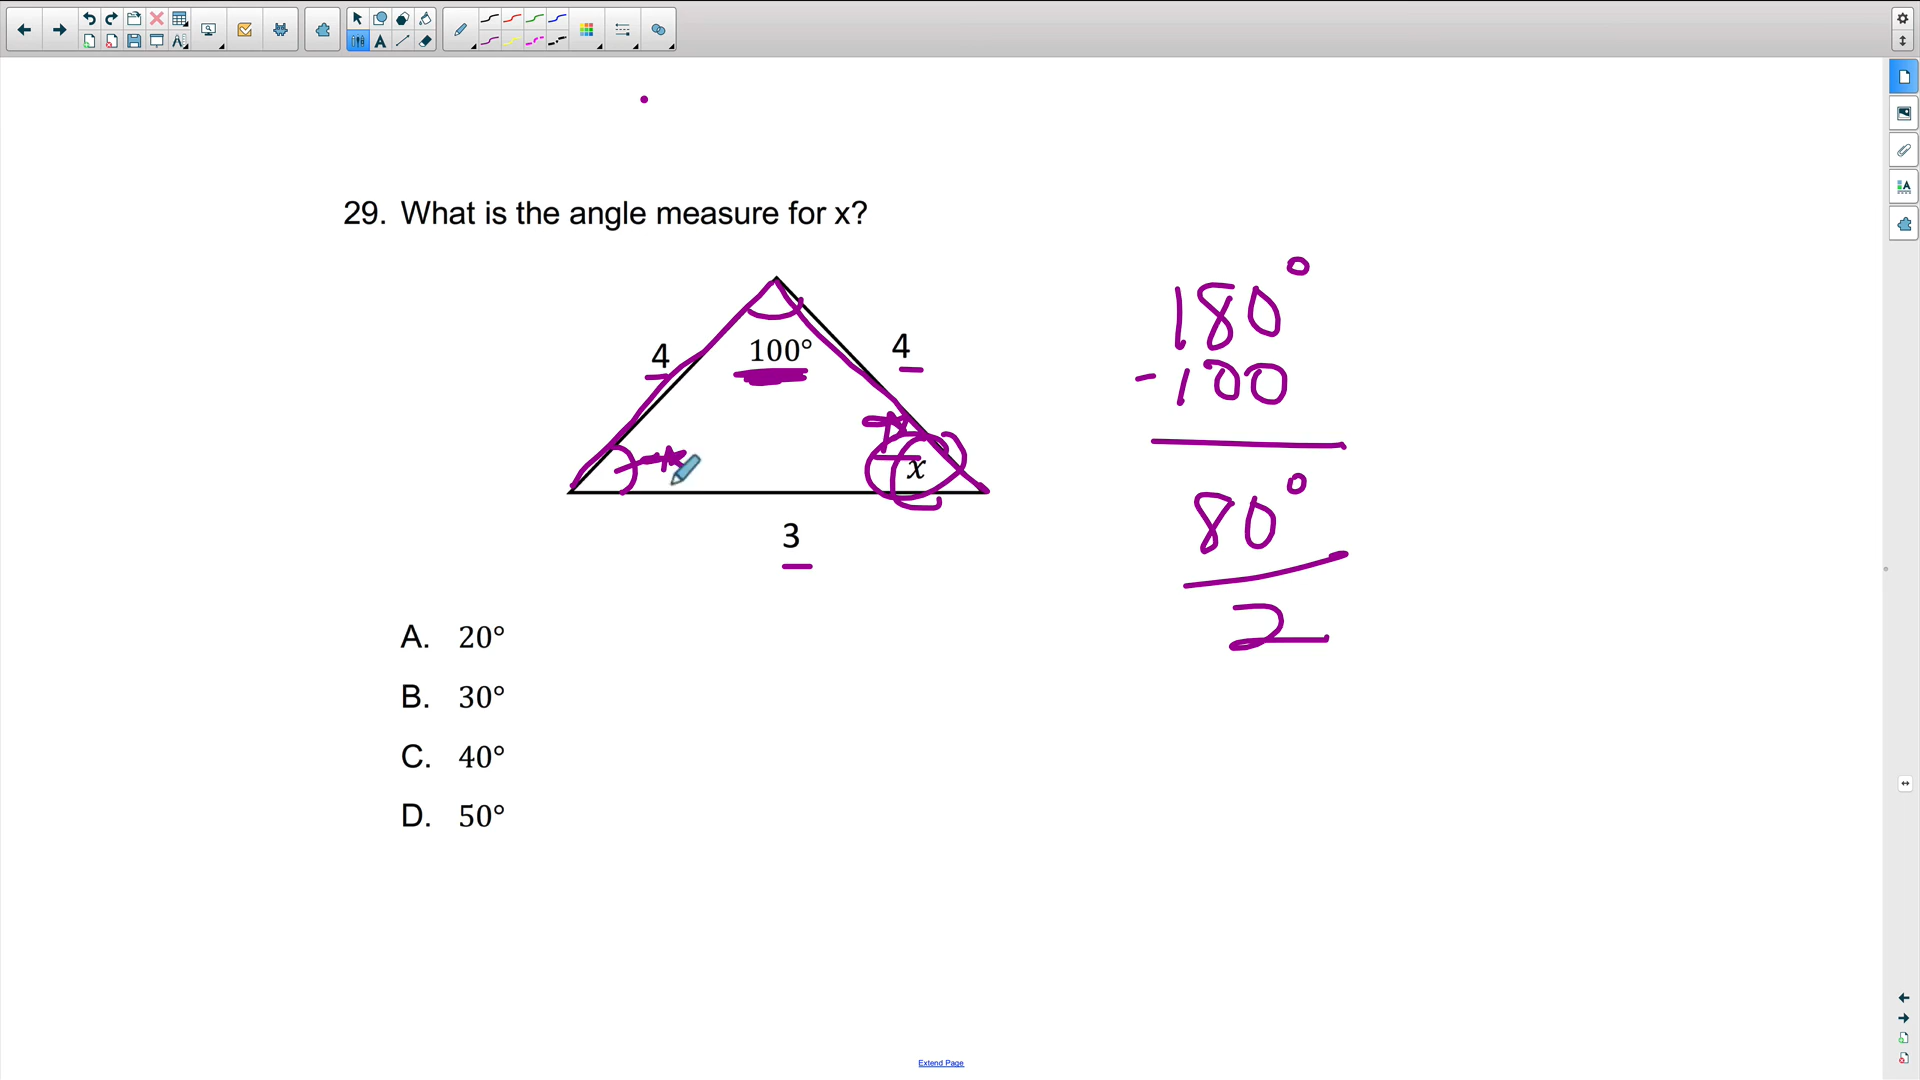 29. What is the angle measure for x?
4
100°
4
x
3
180°
-100
80°
2
A. 20°
B. 30°
C. 40°
D. 50°
Extend Page